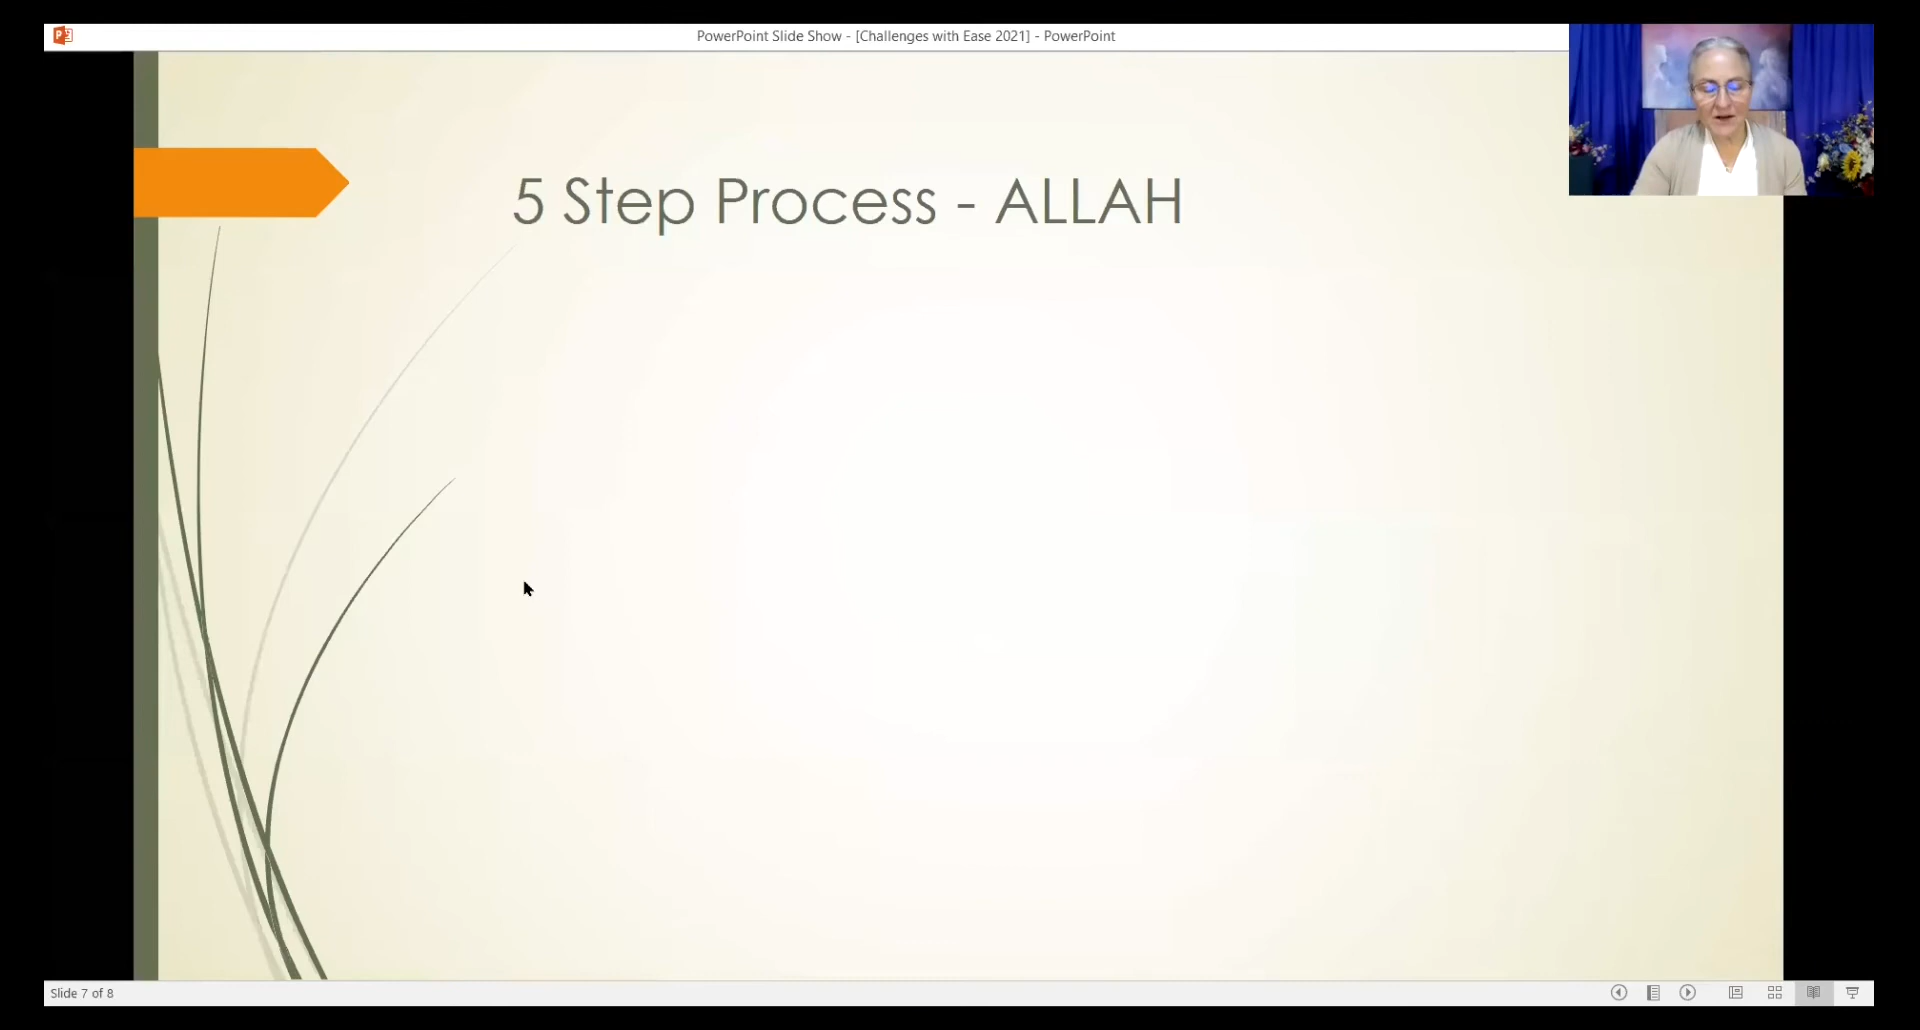 PowerPoint Slide Show - [Challenges with Ease 2021] - PowerPoint
5 Step Process - ALLAH
Slide 7 of 8